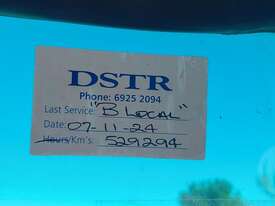 DSTR
Phone: 6925 2094
Last Service: "B LOCAL"
Date: 07-11-24
Hours/Km's: 529294